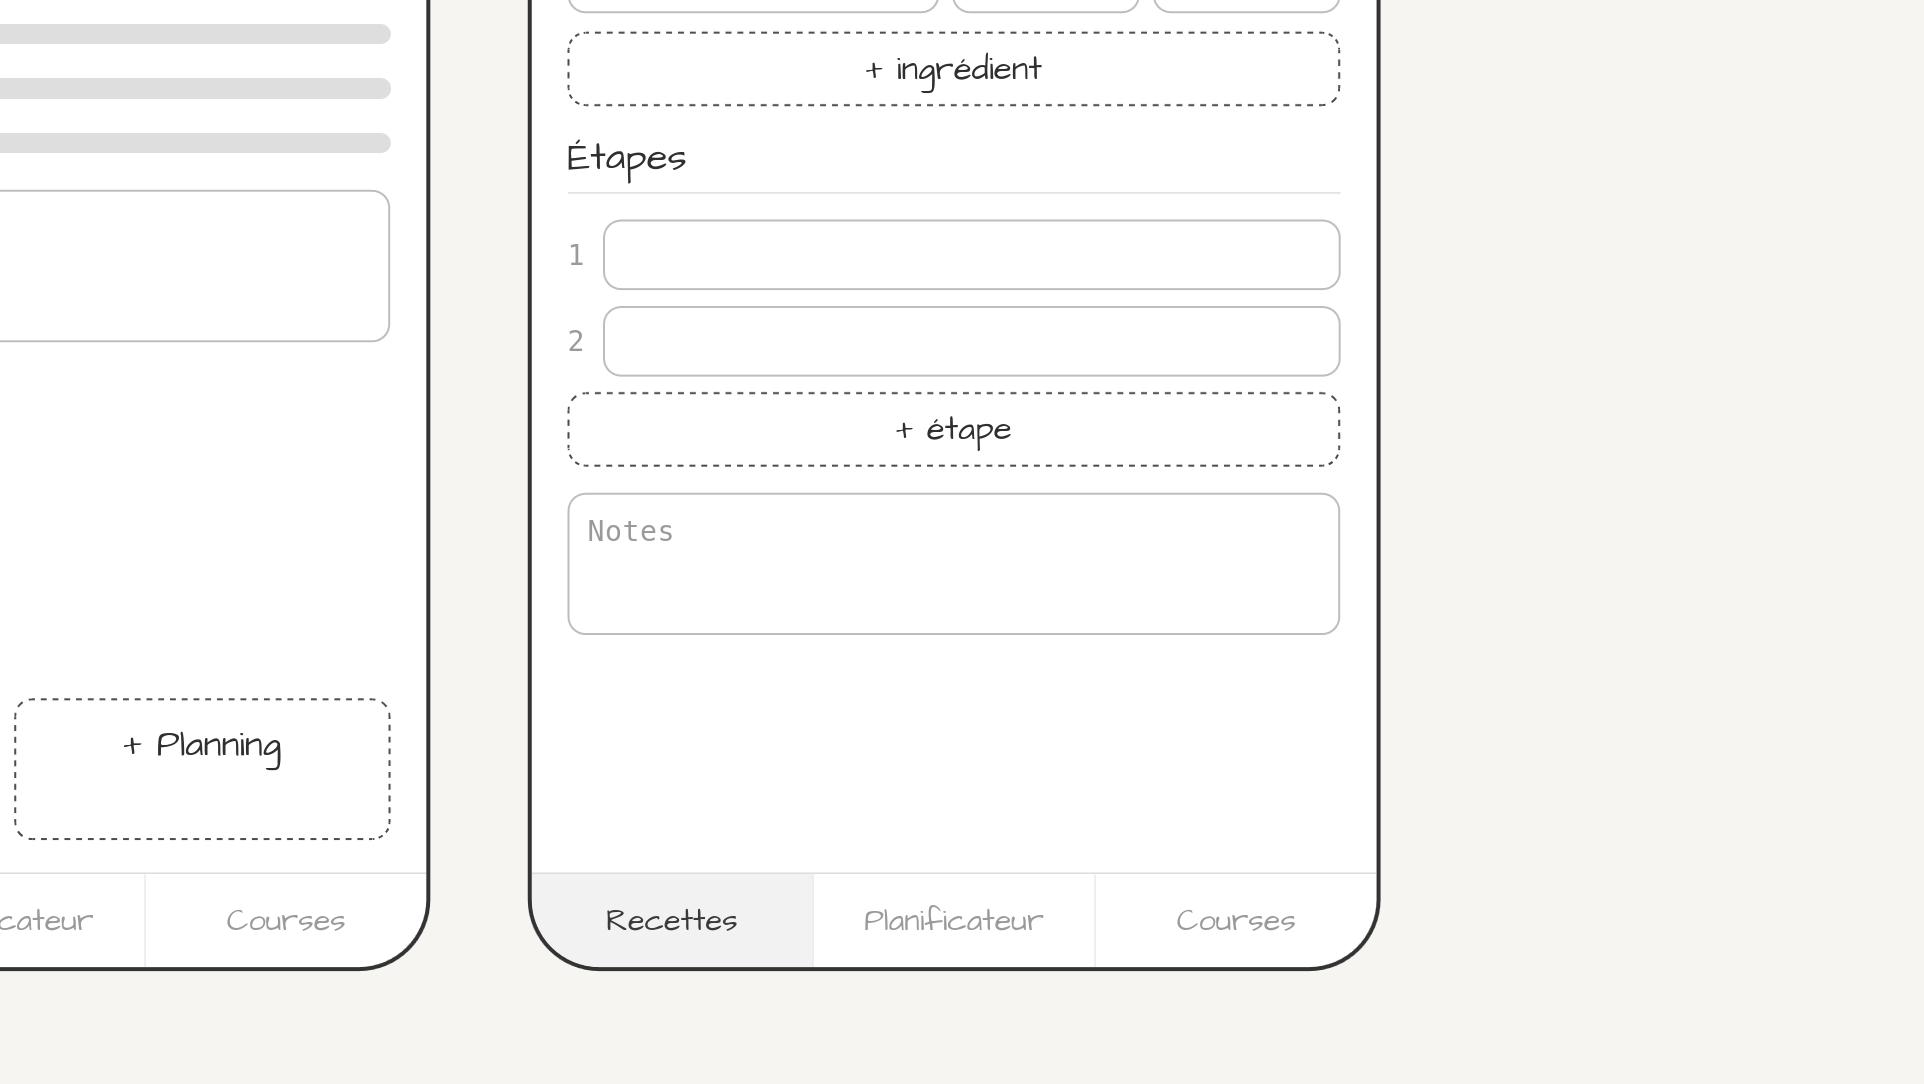 + ingrédient
Étapes
1
2
+ étape
Notes
+ Planning
cateur
Courses
Recettes
Planificateur
Courses